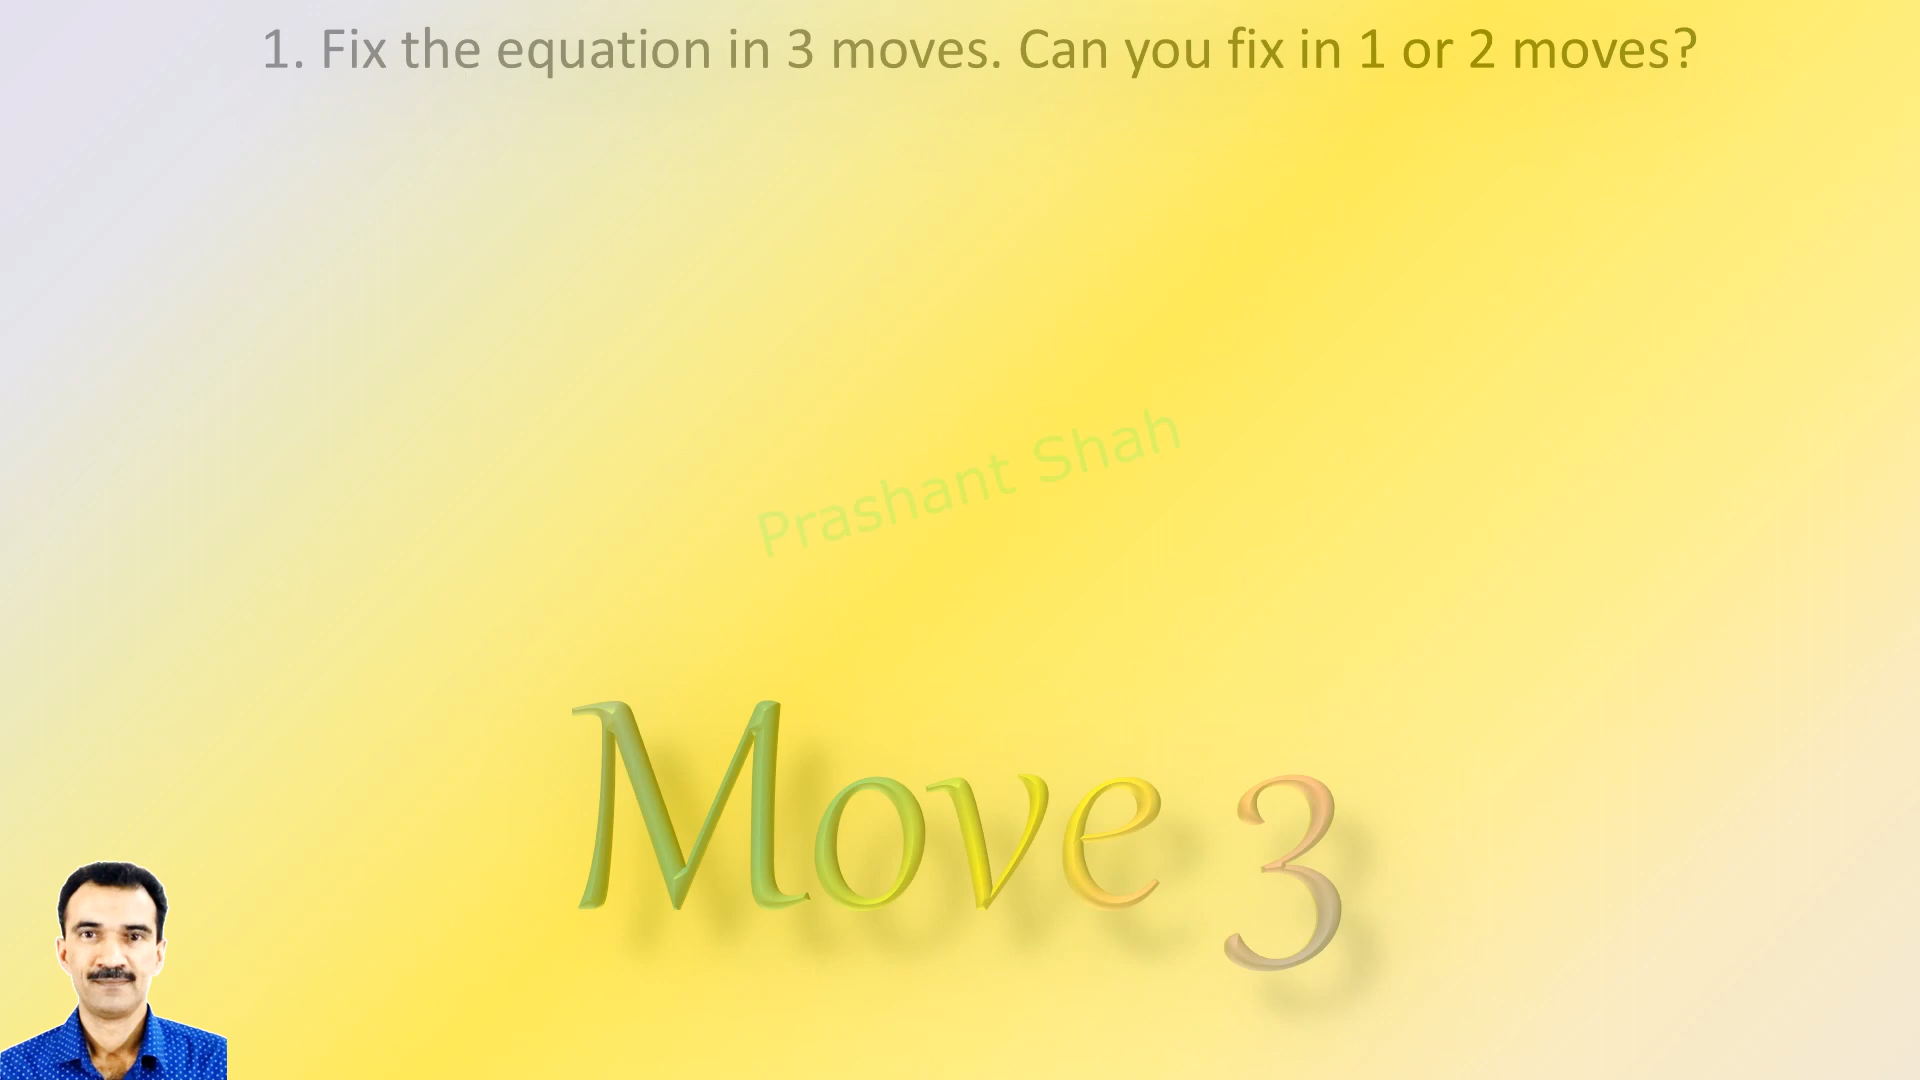 1. Fix the equation in 3 moves. Can you fix in 1 or 2 moves?
Prashant Shah
Move 3